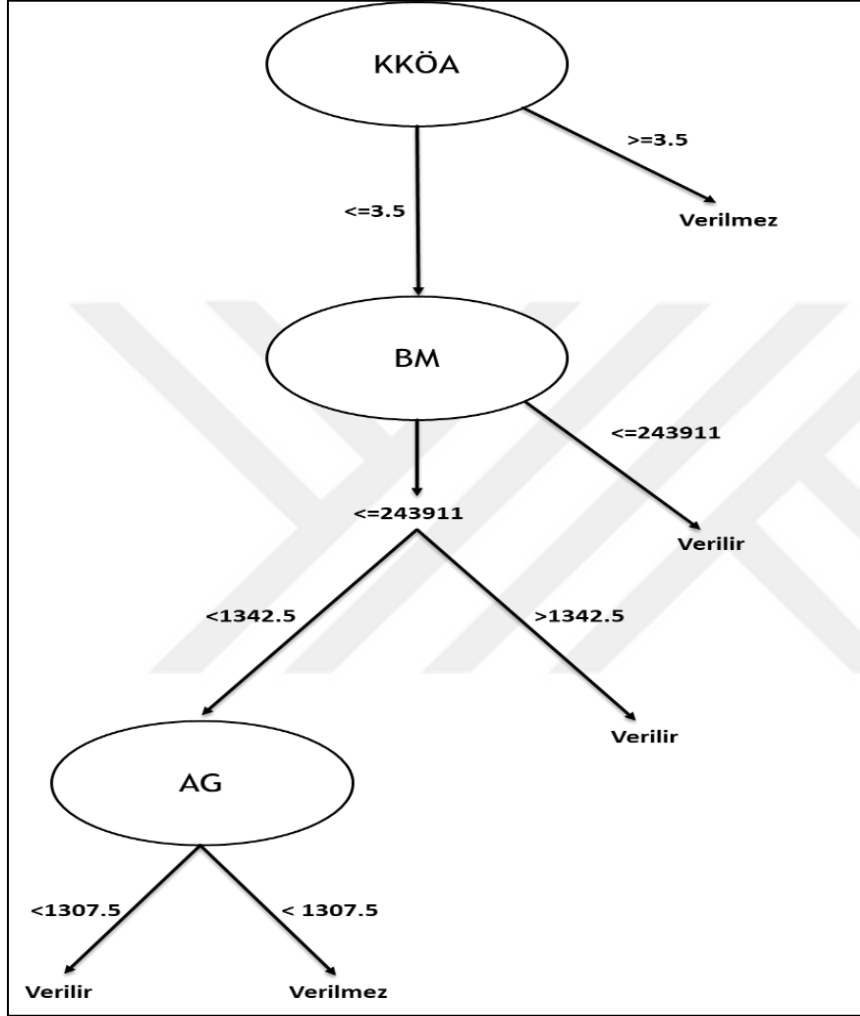 KKÖA
>=3.5
<=3.5
Verilmez
BM
<=243911
<=243911
Verilir
<1342.5
>1342.5
Verilir
AG
<1307.5
< 1307.5
Verilir
Verilmez